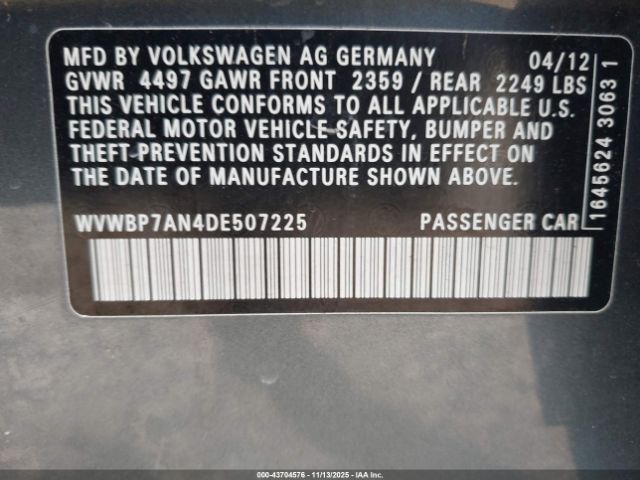 MFD BY VOLKSWAGEN AG GERMANY 04/12
GVWR 4497 GAWR FRONT 2359 / REAR 2249 LBS
THIS VEHICLE CONFORMS TO ALL APPLICABLE U.S.
FEDERAL MOTOR VEHICLE SAFETY, BUMPER AND
THEFT PREVENTION STANDARDS IN EFFECT ON
THE DATE OF MANUFACTURE SHOWN ABOVE.
WVWBP7AN4DE507225 PASSENGER CAR
1645624 3063 1
000-43704576 - 11/13/2025 - IAAI.COM